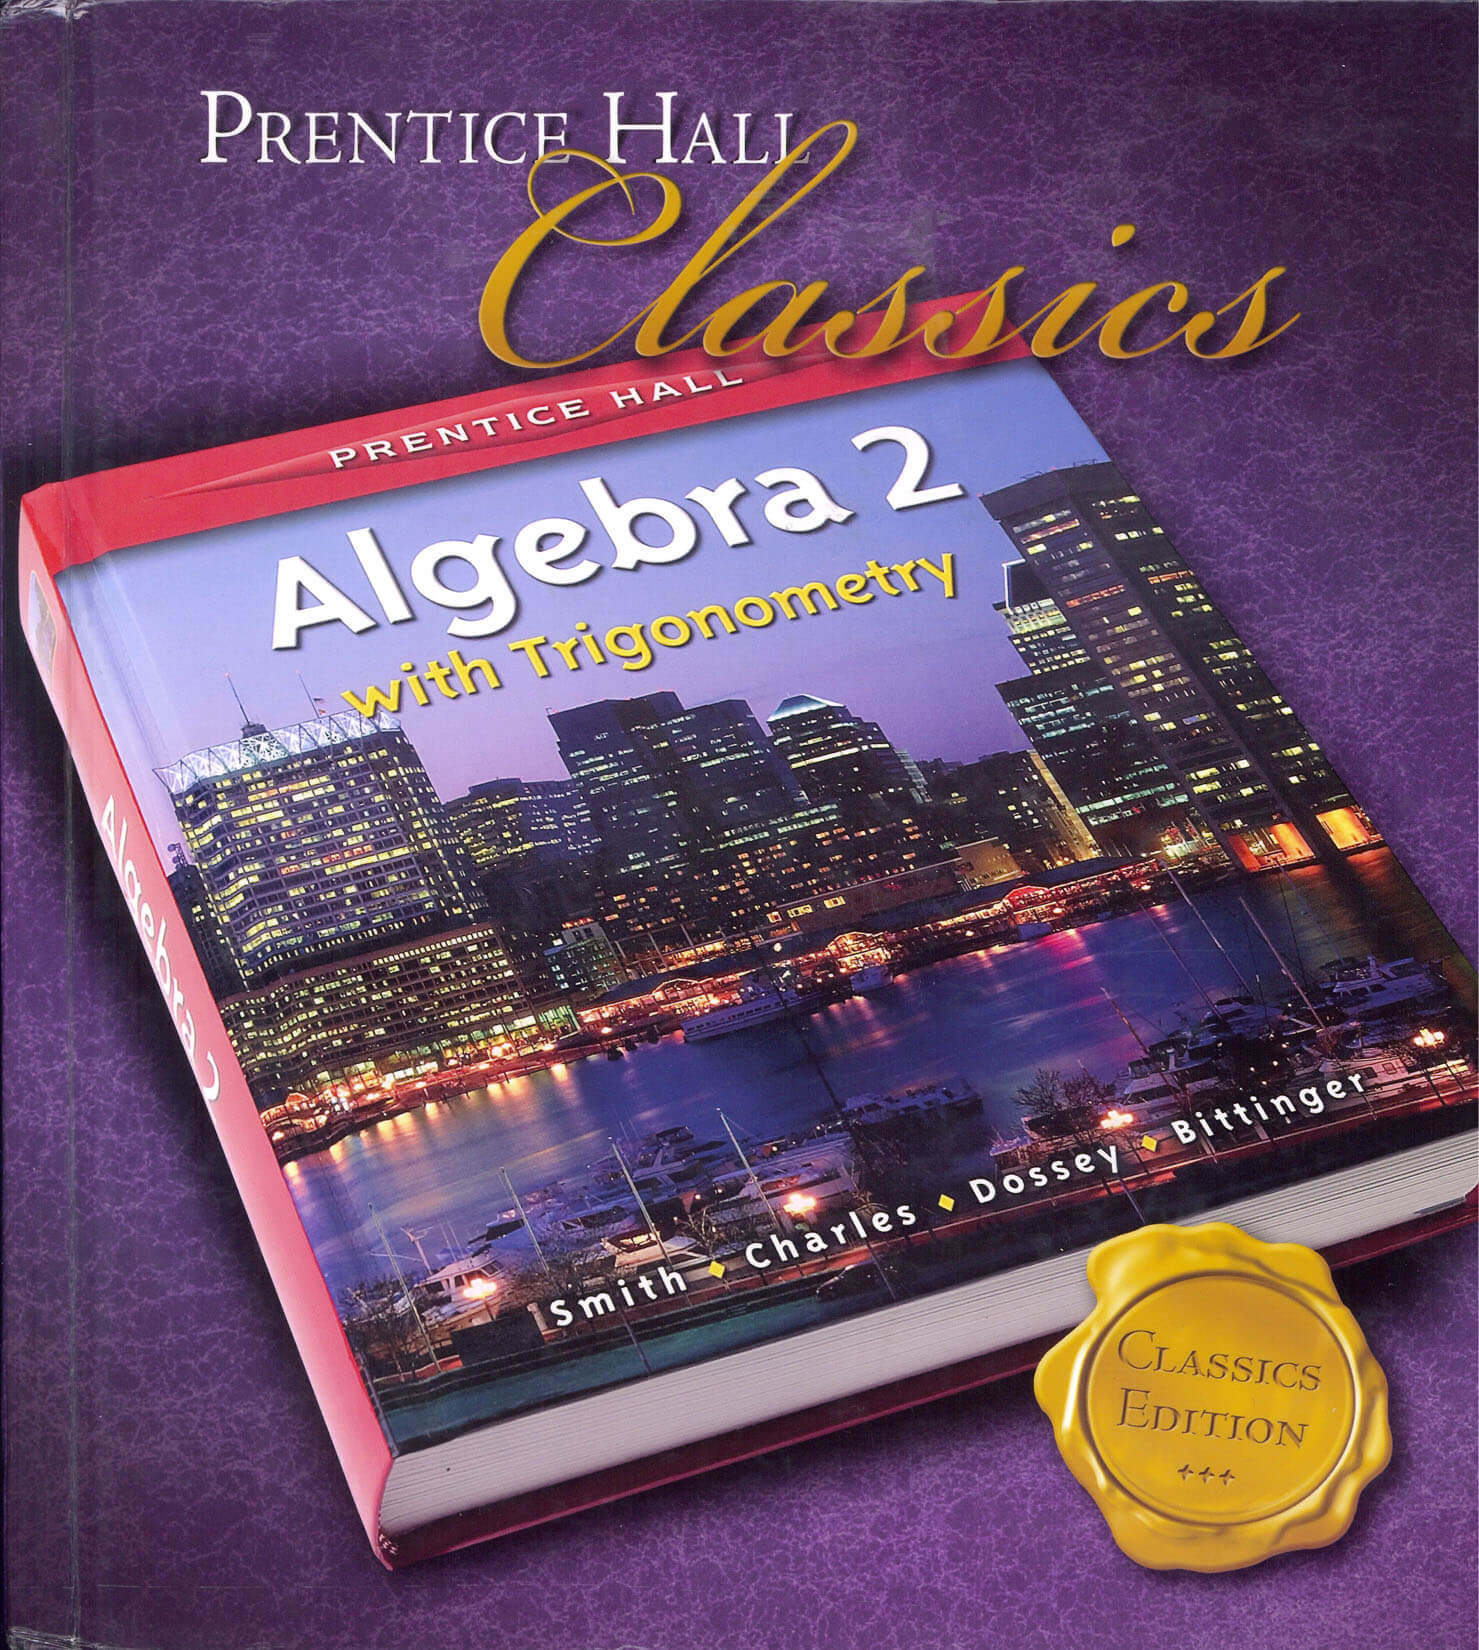 PRENTICE HALL
Classics
PRENTICE HALL
Algebra 2
with Trigonometry
Algebra 2
Smith ◆ Charles ◆ Dossey ◆ Bittinger
CLASSICS
EDITION
+++